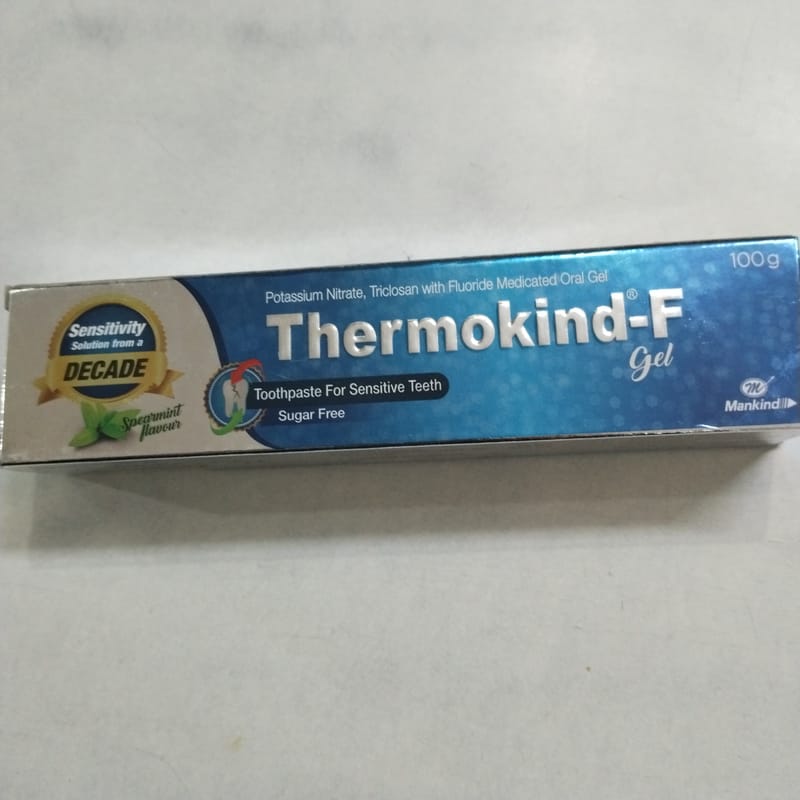 100g
Potassium Nitrate, Triclosan with Fluoride Medicated Oral Gel
Thermokind®-F
Gel
Sensitivity
Solution from a
DECADE
Spearmint
flavour
Toothpaste For Sensitive Teeth
Sugar Free
m
Mankind